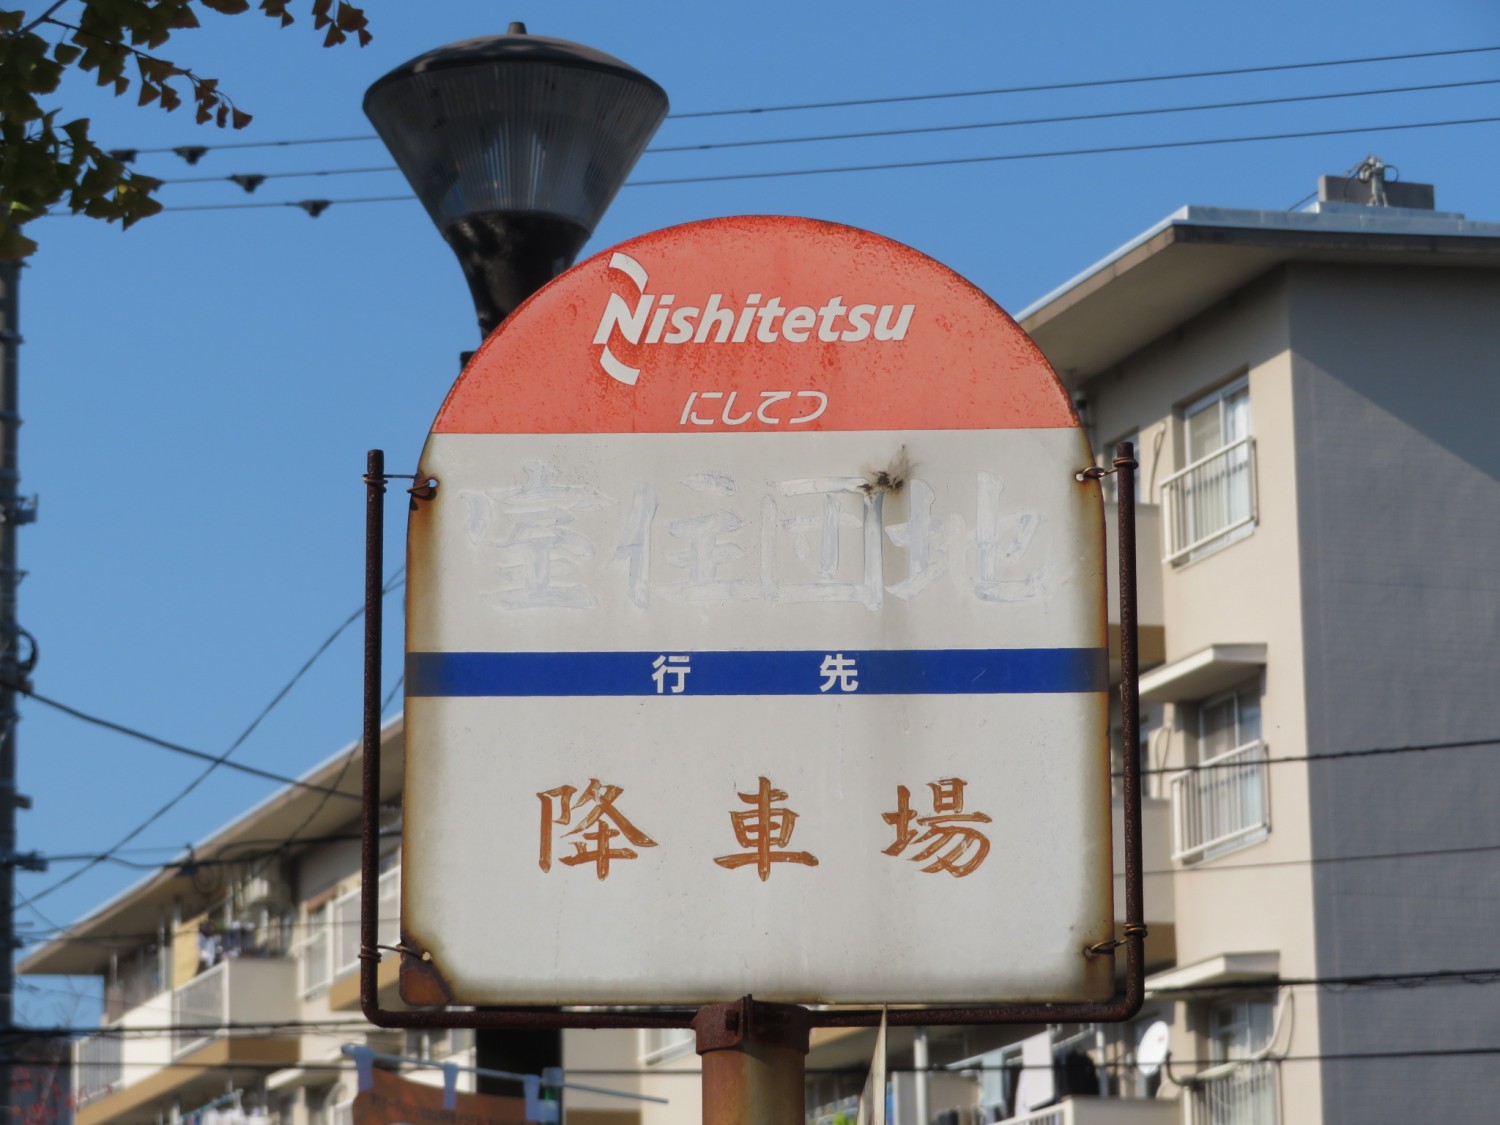 Nishitetsu
にしてつ
室住団地
行先
降車場